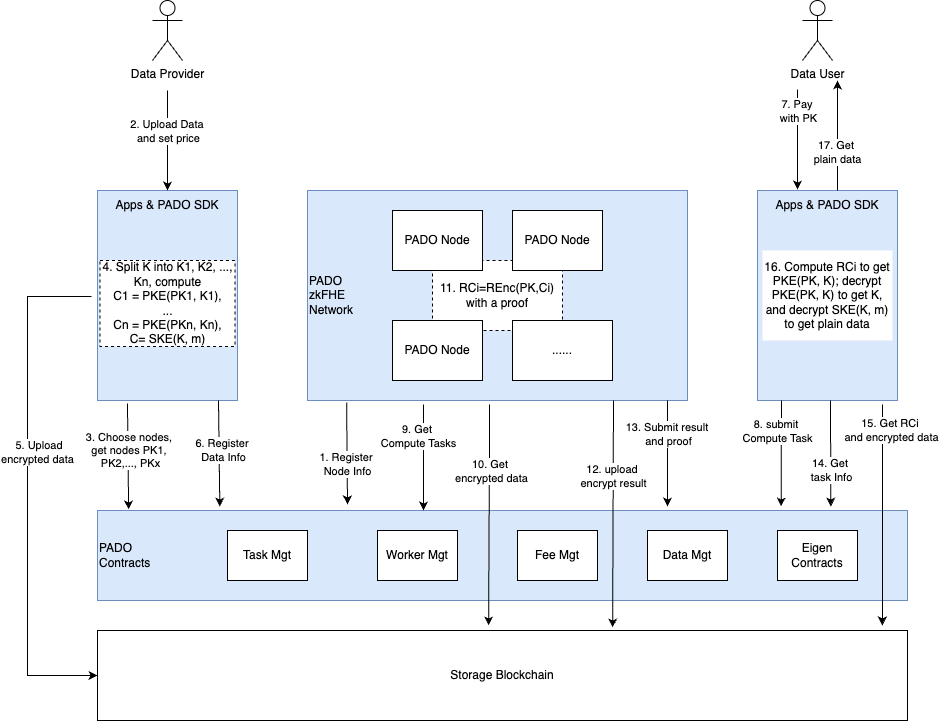 Data Provider
Data User
2. Upload Data
and set price
7. Pay
with PK
17. Get
plain data
Apps & PADO SDK
4. Split K into K1, K2, ...,
Kn, compute
C1 = PKE(PK1, K1),
...
Cn = PKE(PKn, Kn),
C= SKE(K, m)
PADO
zkFHE
Network
PADO Node
PADO Node
11. RCi=REnc(PK,Ci)
with a proof
PADO Node
......
Apps & PADO SDK
16. Compute RCi to get
PKE(PK, K); decrypt
PKE(PK, K) to get K,
and decrypt SKE(K, m)
to get plain data
5. Upload
encrypted data
3. Choose nodes,
get nodes PK1,
PK2,..., PKx
6. Register
Data Info
1. Register
Node Info
9. Get
Compute Tasks
10. Get
encrypted data
12. upload
encrypt result
13. Submit result
and proof
8. submit
Compute Task
14. Get
task Info
15. Get RCi
and encrypted data
PADO
Contracts
Task Mgt
Worker Mgt
Fee Mgt
Data Mgt
Eigen
Contracts
Storage Blockchain